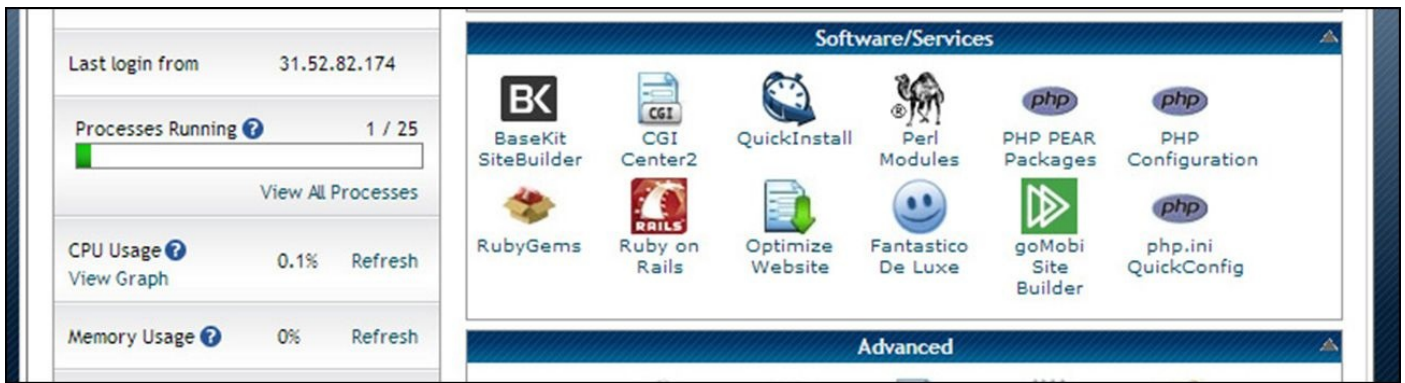 Last login from 31.52.82.174
Processes Running ? 1 / 25
View All Processes
CPU Usage ? 0.1% Refresh
View Graph
Memory Usage ? 0% Refresh
Software/Services
BK
BaseKit
SiteBuilder
CGI
CGI
Center2
QuickInstall
®
Perl
Modules
php
PHP PEAR
Packages
php
PHP
Configuration
RubyGems
RAILS
Ruby on
Rails
Optimize
Website
Fantastico
De Luxe
goMobi
Site
Builder
php
php.ini
QuickConfig
Advanced